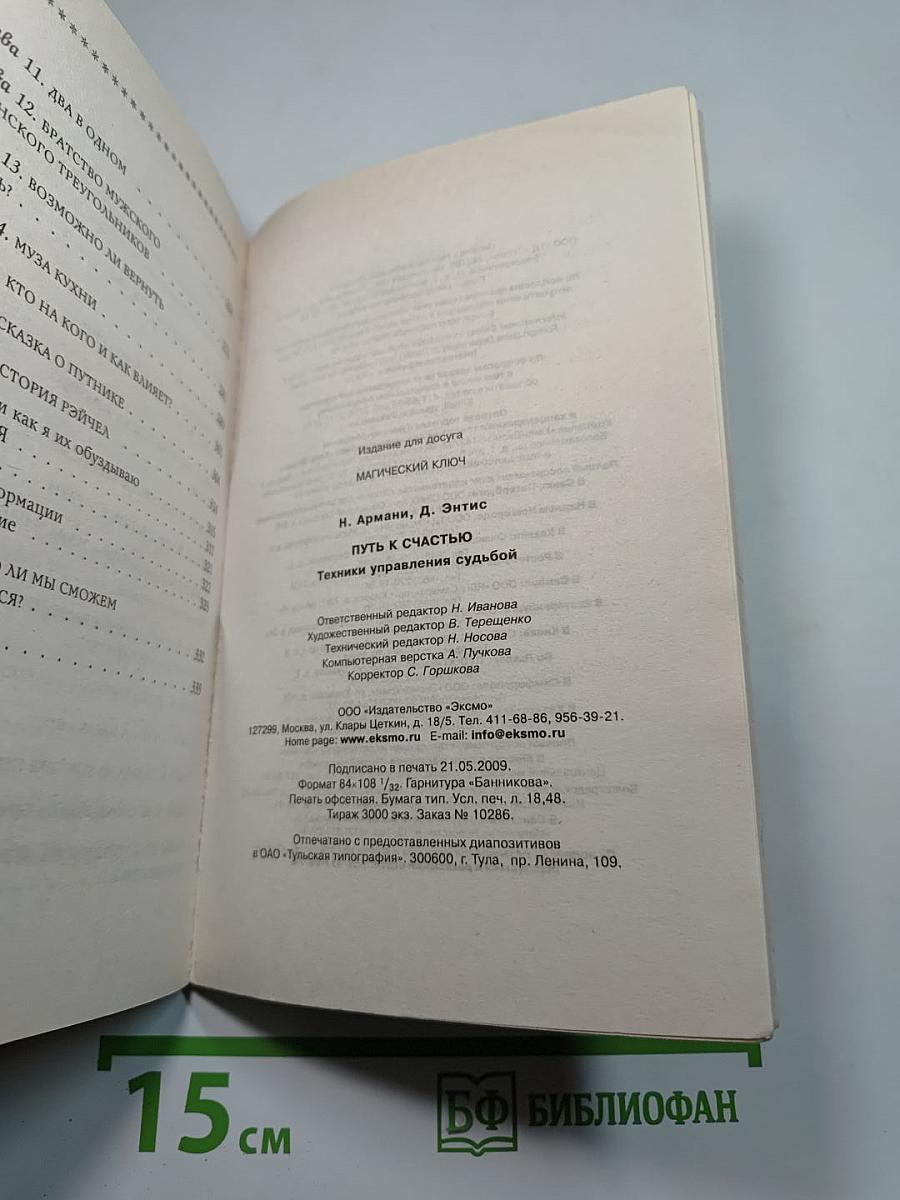 11. ДВА В ОДНОМ
12. БРАТСТВО МУЖСКОГО
НСКОГО ТРЕУГОЛЬНИКОВ
13. ВОЗМОЖНО ЛИ ВЕРНУТЬ
Ь?
4. МУЗА КУХНИ
КТО НА КОГО И КАК ВЛИЯЕТ?
СКАЗКА О ПУТНИКЕ
СТОРИЯ РЭЙЧЕЛ
и как я их обуздываю
Я
ормации
ие
О ЛИ МЫ СМОЖЕМ
СЯ?
332
335
Издание для досуга
МАГИЧЕСКИЙ КЛЮЧ
Н. Армани, Д. Энтис
ПУТЬ К СЧАСТЬЮ
Техники управления судьбой
Ответственный редактор Н. Иванова
Художественный редактор В. Терещенко
Технический редактор Н. Носова
Компьютерная верстка А. Пучкова
Корректор С. Горшкова
ООО «Издательство «Эксмо»
127299, Москва, ул. Клары Цеткин, д. 18/5. Тел. 411-68-86, 956-39-21.
Home page: www.eksmo.ru E-mail: info@eksmo.ru
Подписано в печать 21.05.2009.
Формат 84×108 1/32. Гарнитура «Банникова».
Печать офсетная. Бумага тип. Усл. печ. л. 18,48.
Тираж 3000 экз. Заказ № 10286.
Отпечатано с предоставленных диапозитивов
в ОАО «Тульская типография». 300600, г. Тула, пр. Ленина, 109.
15 см
БФ БИБЛИОФАН